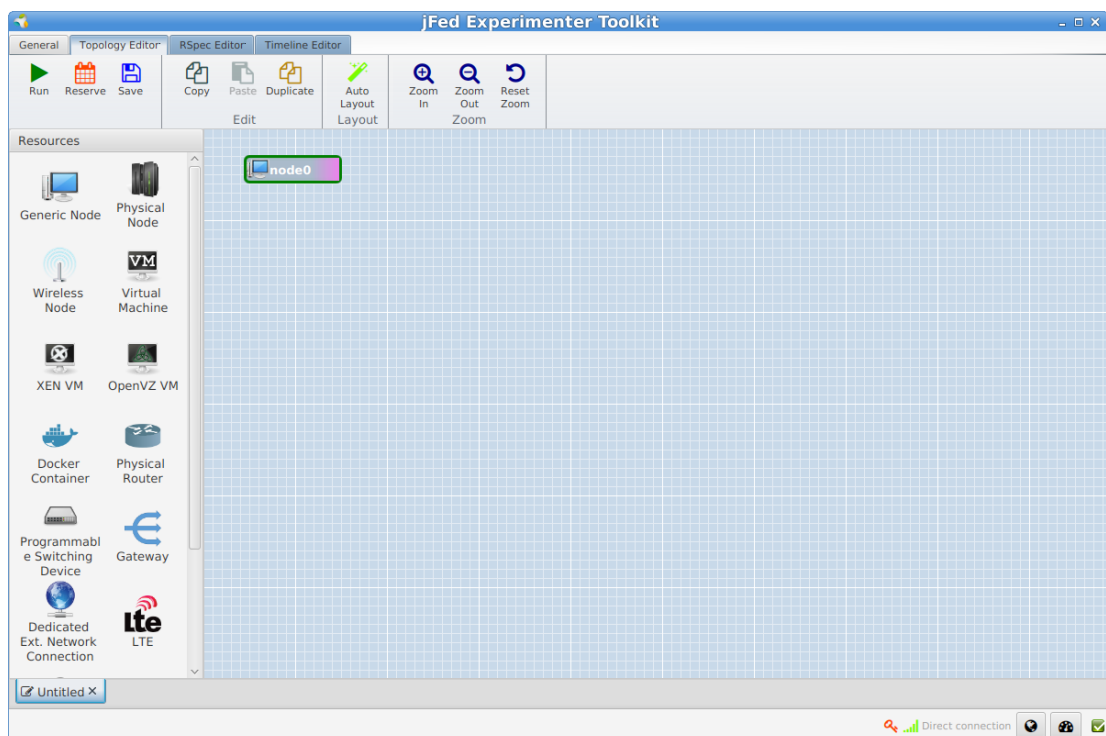 jFed Experimenter Toolkit
General Topology Editor RSpec Editor Timeline Editor
Run Reserve Save Copy Paste Duplicate Auto Layout Zoom In Zoom Out Reset Zoom
Edit Layout Zoom
Resources
node0
Generic Node
Physical
Node
Wireless
Node
Virtual
Machine
VM
XEN VM
OpenVZ VM
Docker
Container
Physical
Router
Programmabl
e Switching
Device
Gateway
Dedicated
Ext. Network
Connection
Lte
LTE
Untitled
Direct connection